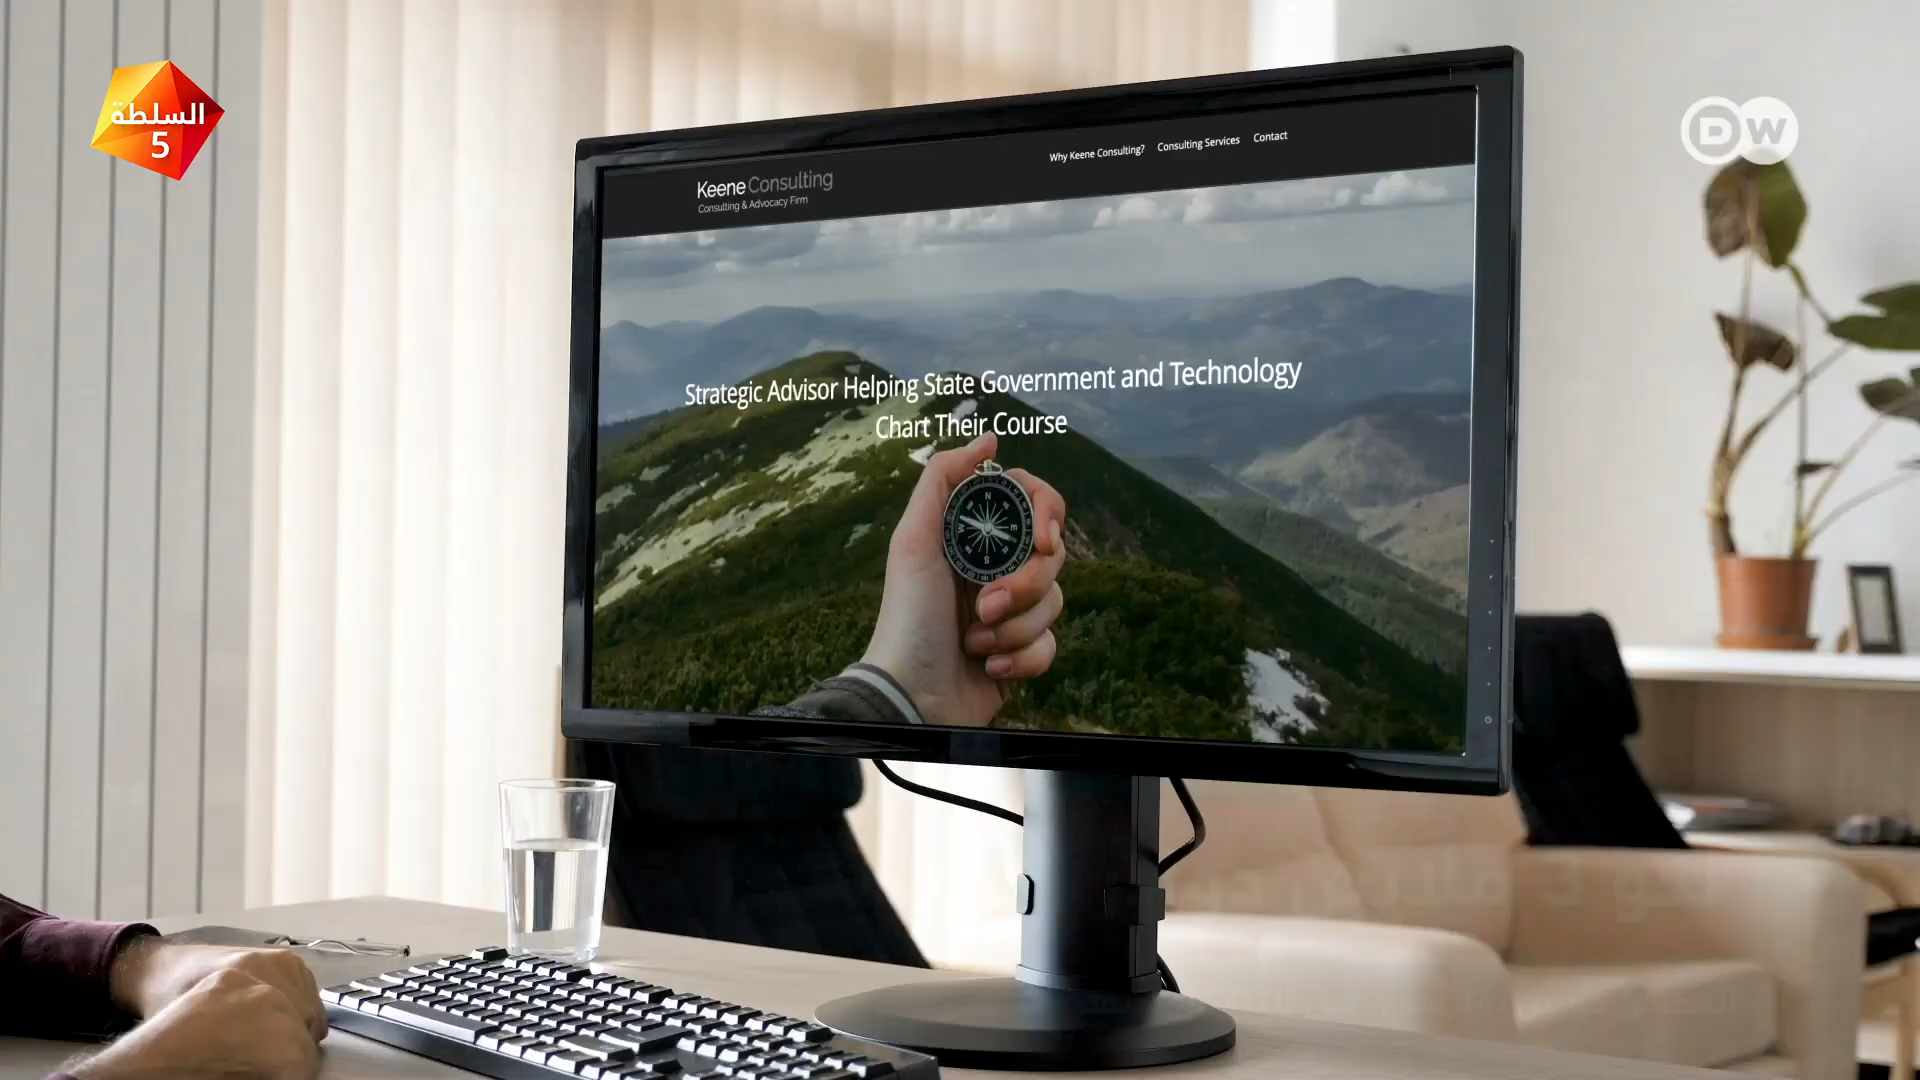 السلطة
5
DW
Why Keene Consulting? Consulting Services Contact
Keene Consulting
Consulting & Advocacy Firm
Strategic Advisor Helping State Government and Technology
Chart Their Course
N
E
S
W